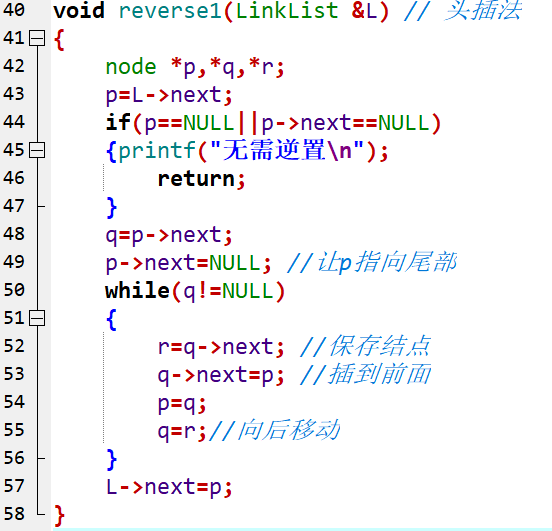 40 void reverse1(LinkList &L) // 头插法
41 {
42     node *p,*q,*r;
43     p=L->next;
44     if(p==NULL||p->next==NULL)
45     {printf("无需逆置\n");
46         return;
47     }
48     q=p->next;
49     p->next=NULL; //让p指向尾部
50     while(q!=NULL)
51     {
52         r=q->next; //保存结点
53         q->next=p; //插到前面
54         p=q;
55         q=r;//向后移动
56     }
57     L->next=p;
58 }